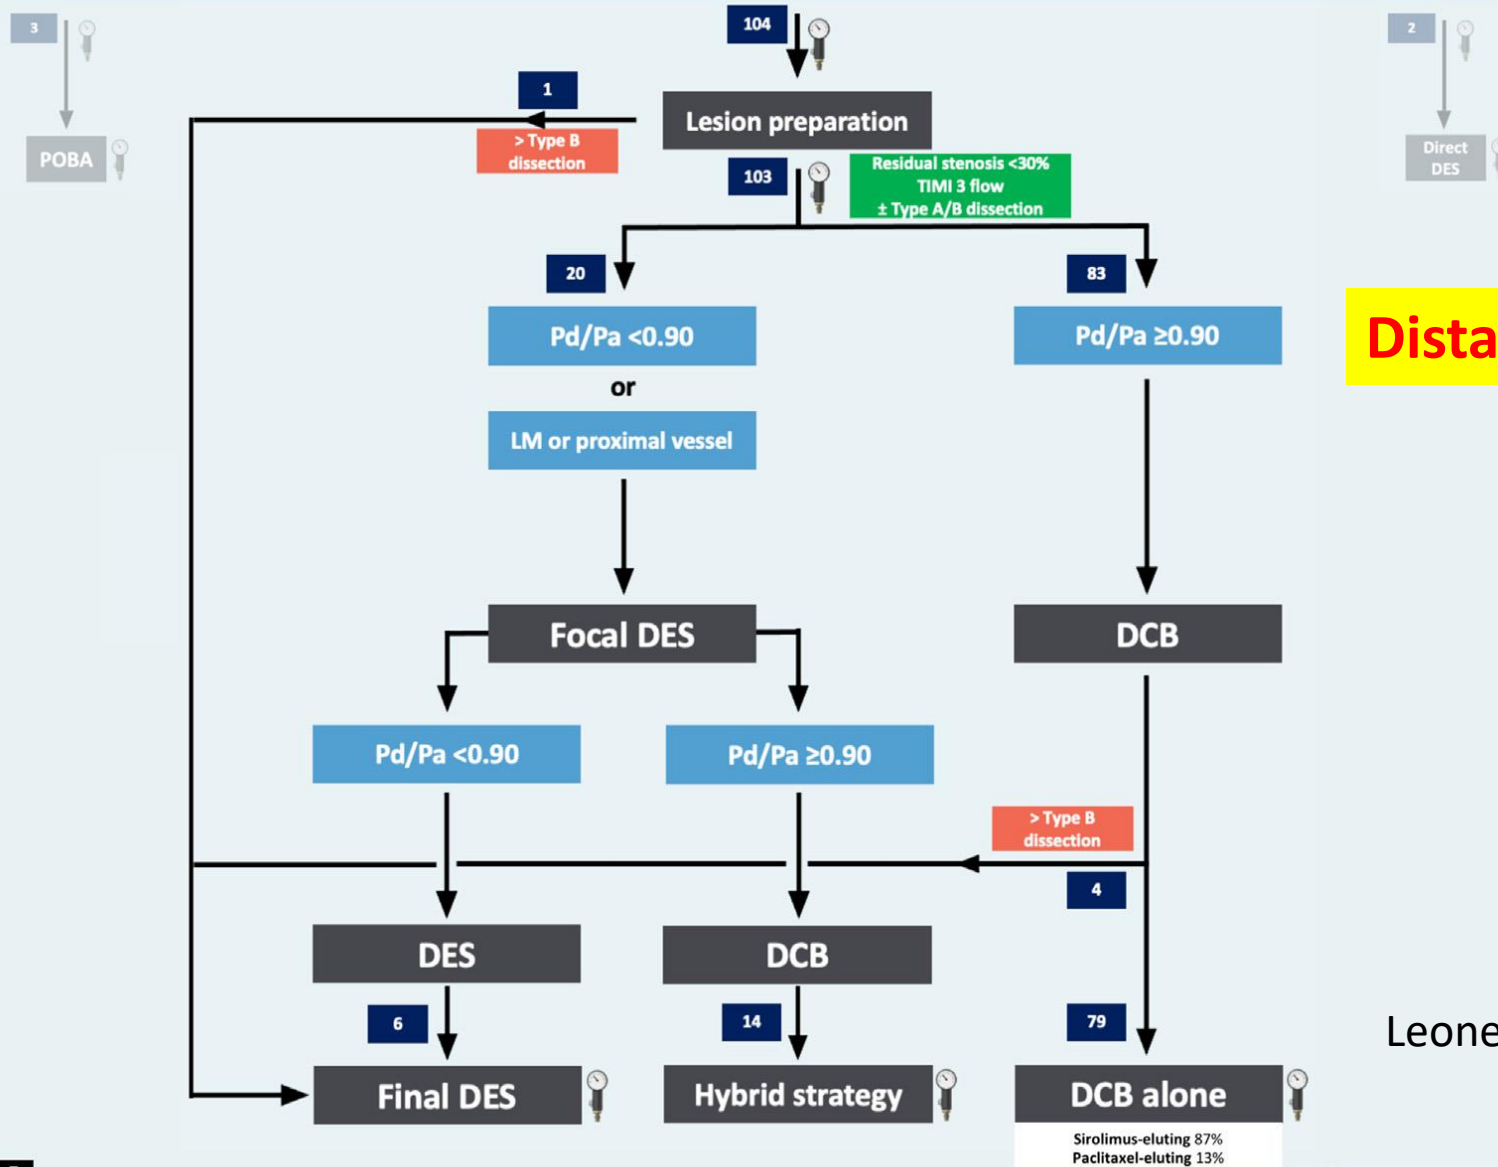 3
104
2
1
Lesion preparation
> Type B
dissection
POBA
Direct
DES
103
Residual stenosis <30%
TIMI 3 flow
± Type A/B dissection
20
83
Pd/Pa <0.90
Pd/Pa ≥0.90
or
LM or proximal vessel
Focal DES
DCB
Pd/Pa <0.90
Pd/Pa ≥0.90
> Type B
dissection
4
DES
DCB
6
14
79
Final DES
Hybrid strategy
DCB alone
Sirolimus-eluting 87%
Paclitaxel-eluting 13%
Dista
Leone